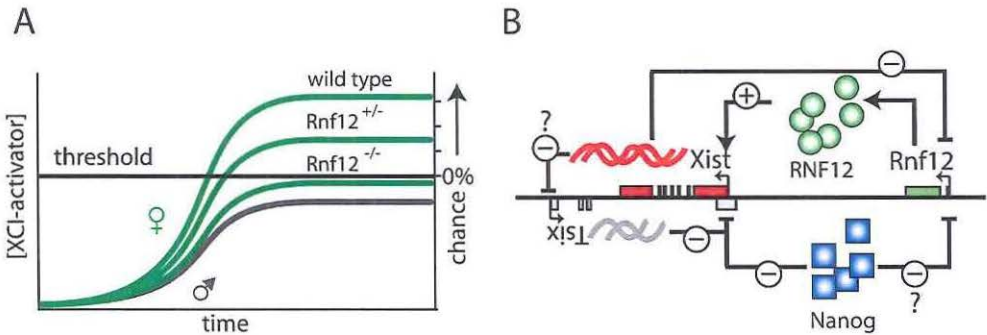 A
[XCI-activator]
threshold
wild type
Rnf12 +/-
Rnf12 -/-
0%
chance
♀
♂
time
B
?
−
−
+
Xist
RNF12
Rnf12
Tsix
−
−
−
?
Nanog